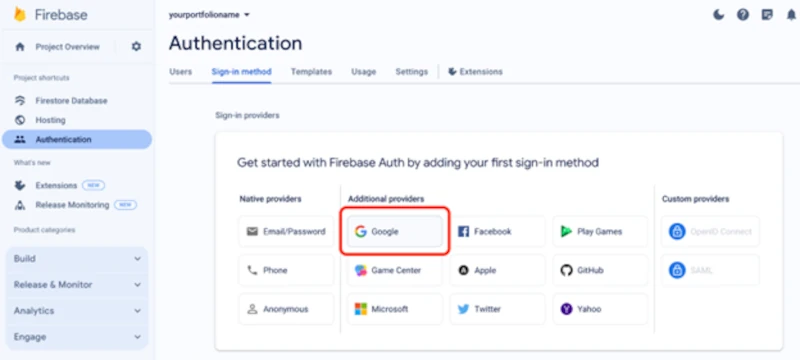 Firebase
Project Overview
Project shortcuts
Firestore Database
Hosting
Authentication
What's new
Extensions NEW
Release Monitoring NEW
Product categories
Build
Release & Monitor
Analytics
Engage
yourportfolioname
Authentication
Users Sign-in method Templates Usage Settings Extensions
Sign-in providers
Get started with Firebase Auth by adding your first sign-in method
Native providers Additional providers Custom providers
Email/Password Google Facebook Play Games OpenID Connect
Phone Game Center Apple GitHub SAML
Anonymous Microsoft Twitter Yahoo